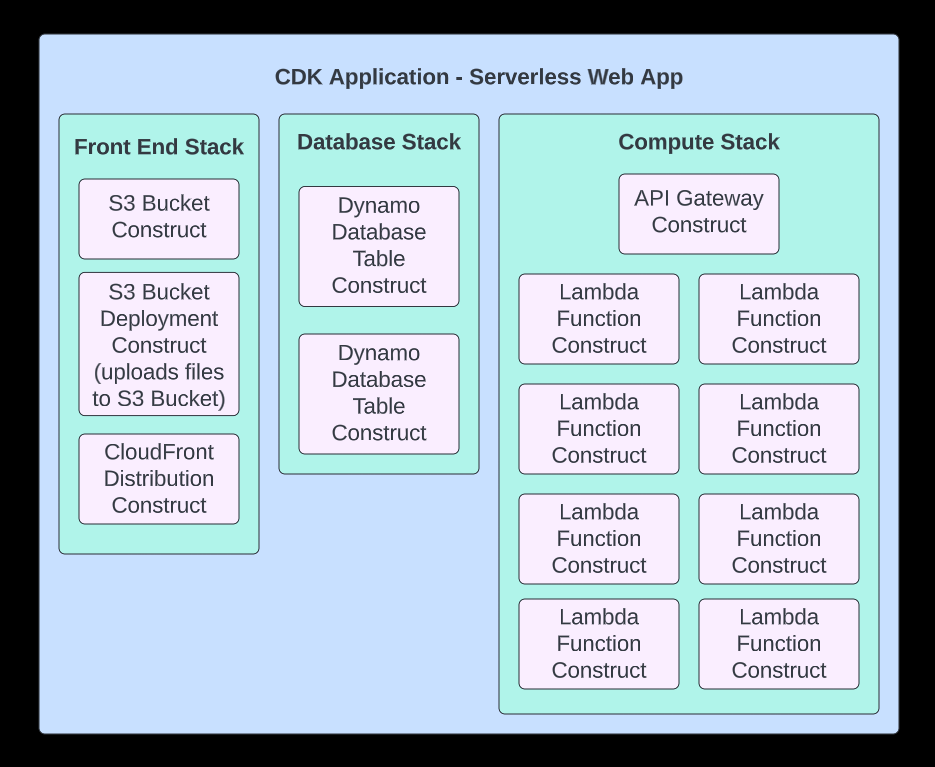 CDK Application - Serverless Web App
Front End Stack
S3 Bucket
Construct
S3 Bucket
Deployment
Construct
(uploads files
to S3 Bucket)
CloudFront
Distribution
Construct
Database Stack
Dynamo
Database
Table
Construct
Dynamo
Database
Table
Construct
Compute Stack
API Gateway
Construct
Lambda
Function
Construct
Lambda
Function
Construct
Lambda
Function
Construct
Lambda
Function
Construct
Lambda
Function
Construct
Lambda
Function
Construct
Lambda
Function
Construct
Lambda
Function
Construct